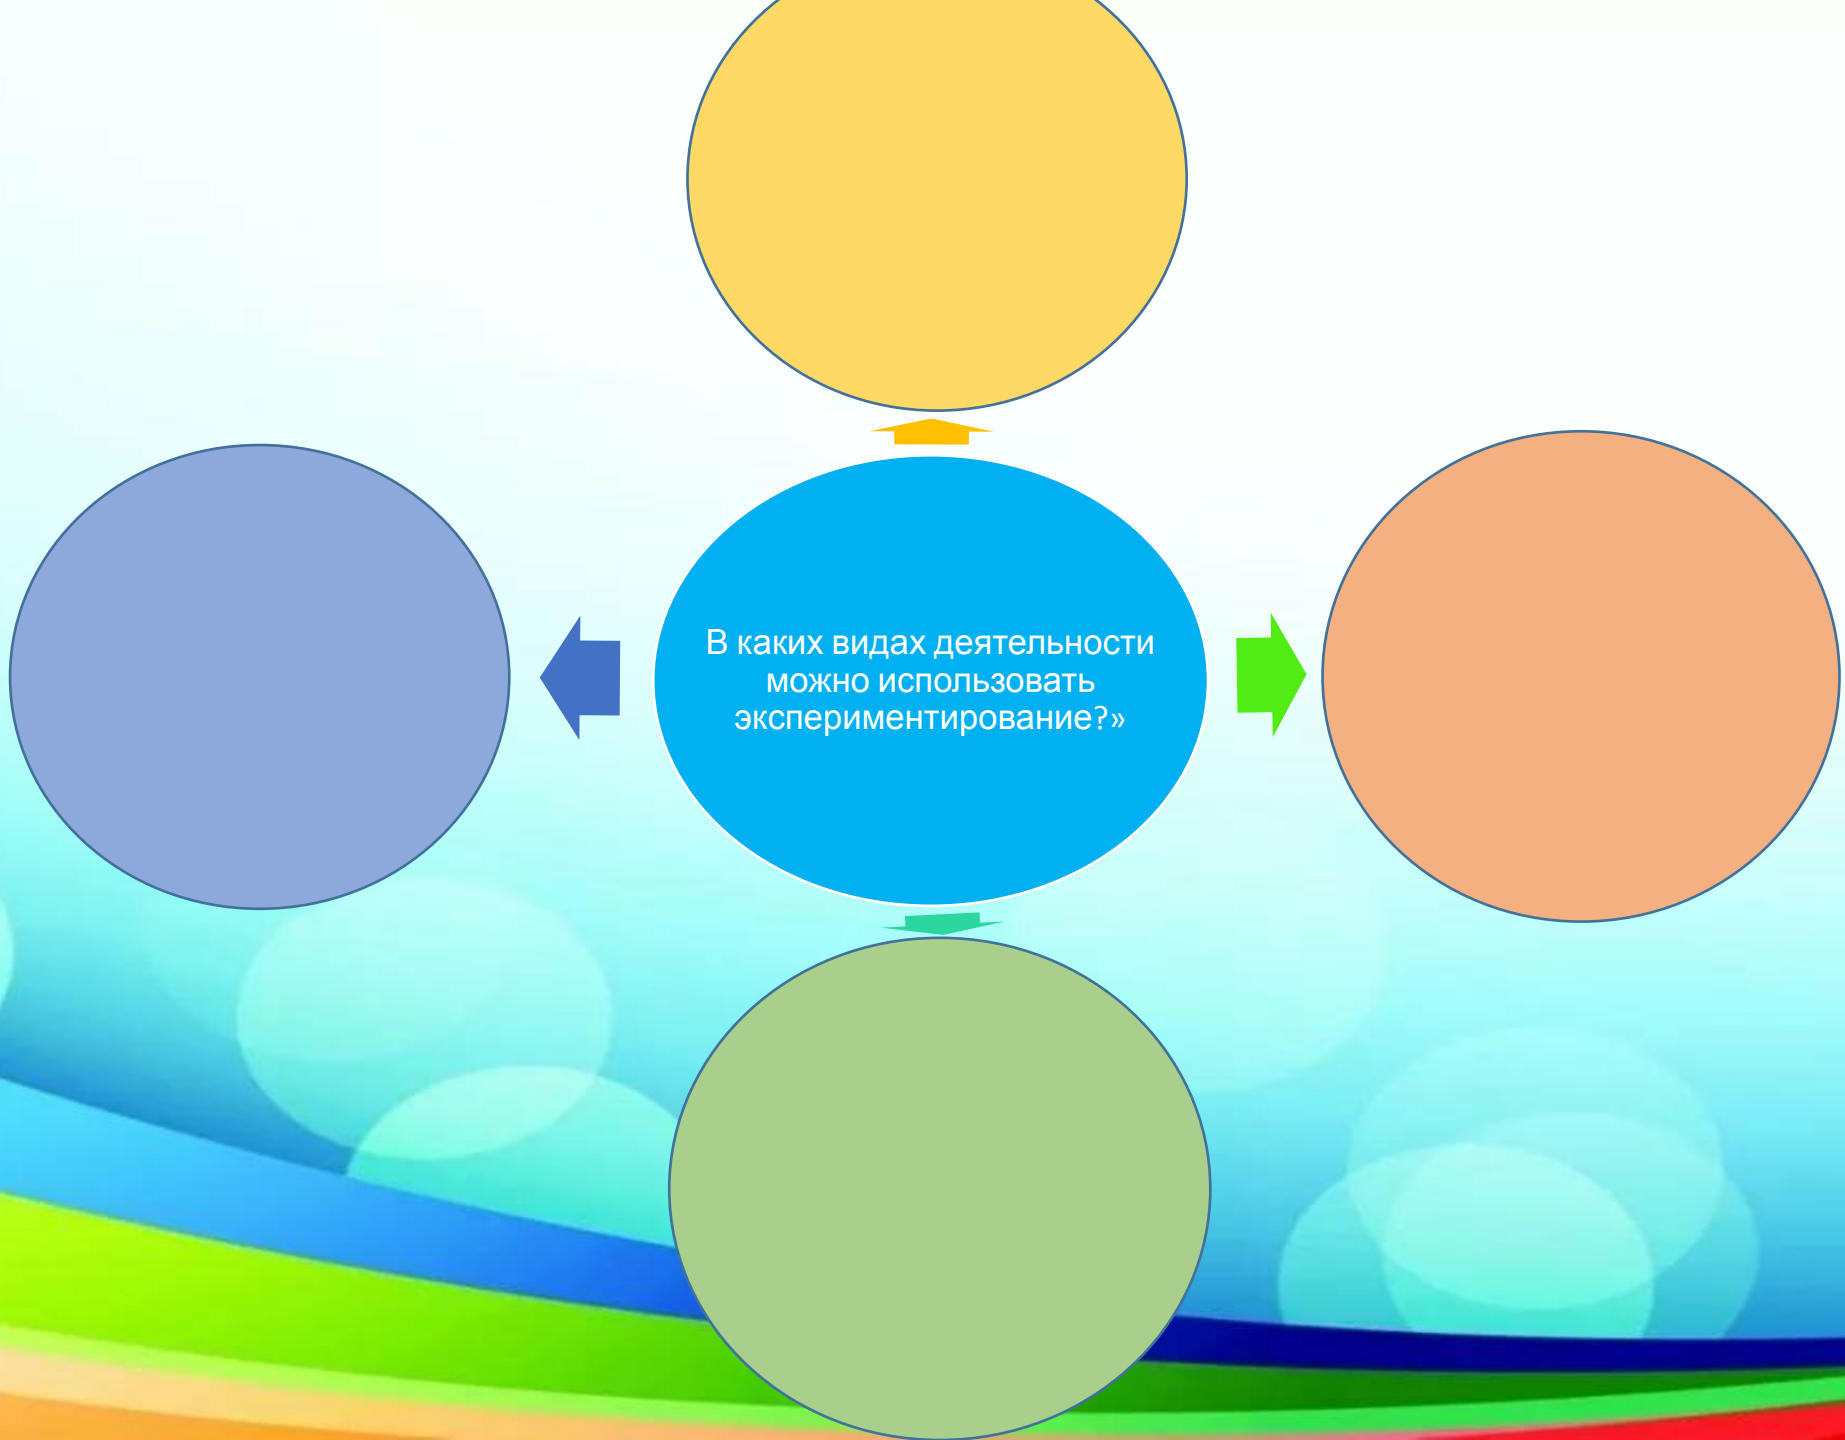 В каких видах деятельности
можно использовать
экспериментирование?»